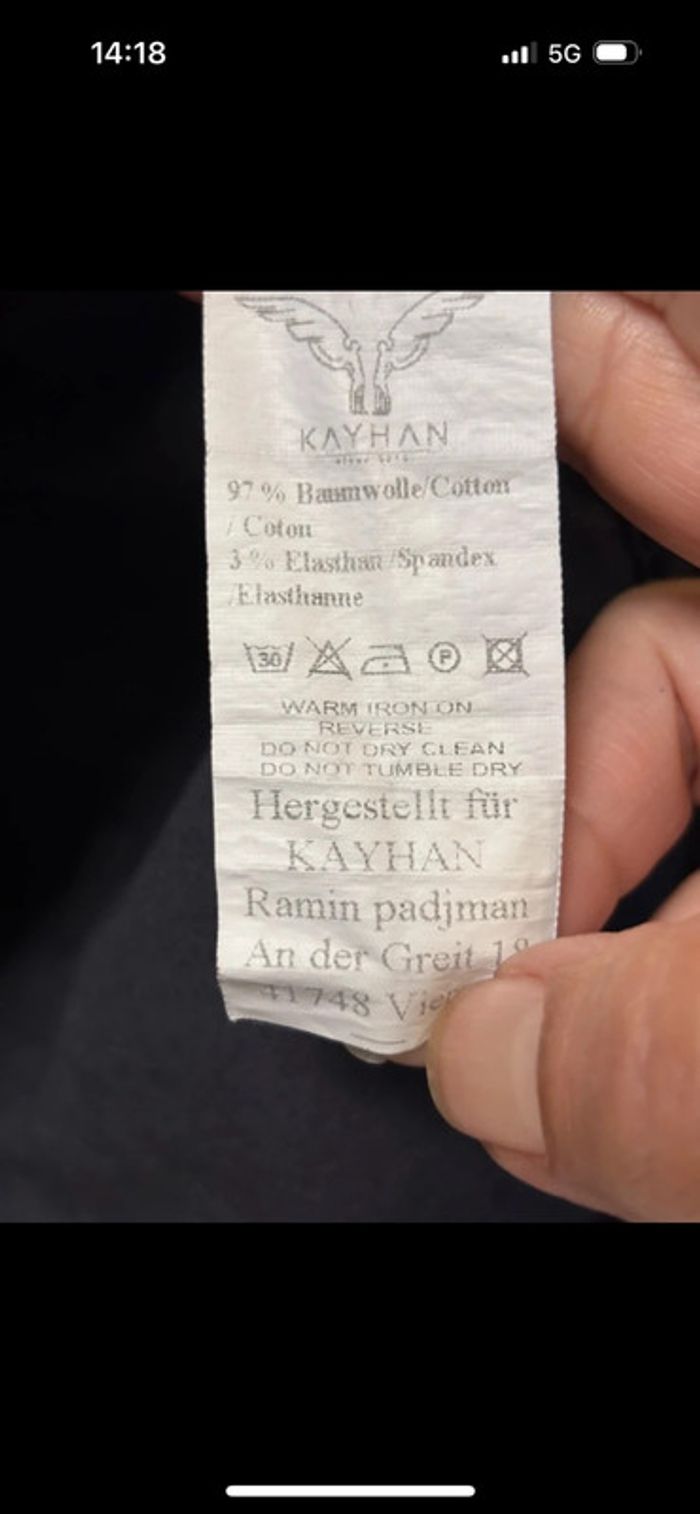 14:18
5G
KAYHAN
97 % Baumwolle/Cotton
/ Coton
3 % Elasthan /Spandex
/Elasthanne
30
P
WARM IRON ON
REVERSE
DO NOT DRY CLEAN
DO NOT TUMBLE DRY
Hergestellt für
KAYHAN
Ramin padjman
An der Greit
41748